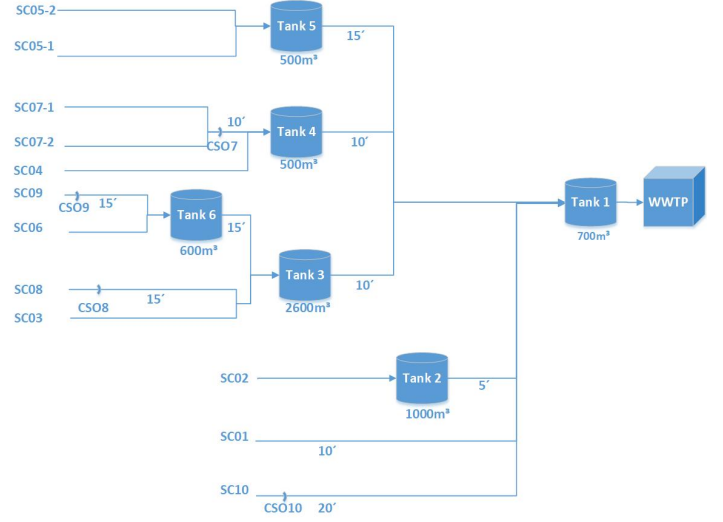 SC05-2
Tank 5
15´
SC05-1
500m³
SC07-1
10´
Tank 4
SC07-2
CSO7
10´
500m³
SC04
SC09
CSO9
15´
Tank 6
15´
SC06
600m³
Tank 1
WWTP
700m³
Tank 3
10´
SC08
15´
CSO8
2600m³
SC03
SC02
Tank 2
5´
1000m³
SC01
10´
SC10
CSO10
20´